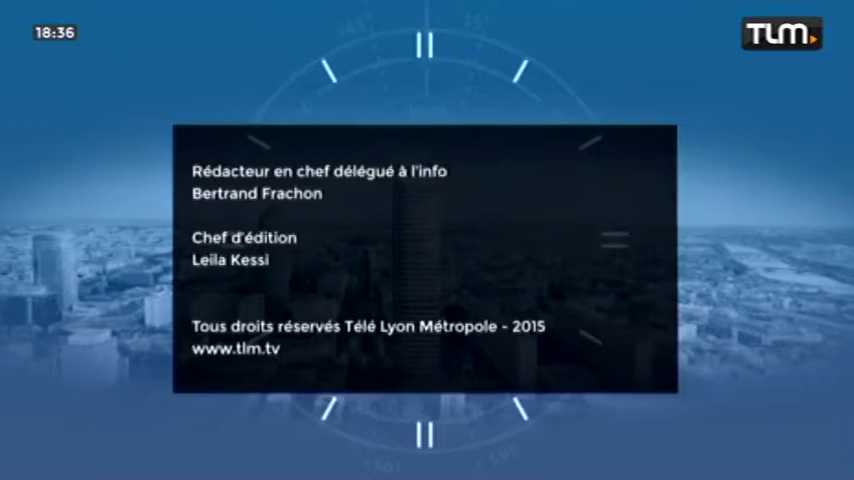 18:36
TLM
Rédacteur en chef délégué à l'info
Bertrand Frachon
Chef d'édition
Leila Kessi
Tous droits réservés Télé Lyon Métropole - 2015
www.tlm.tv